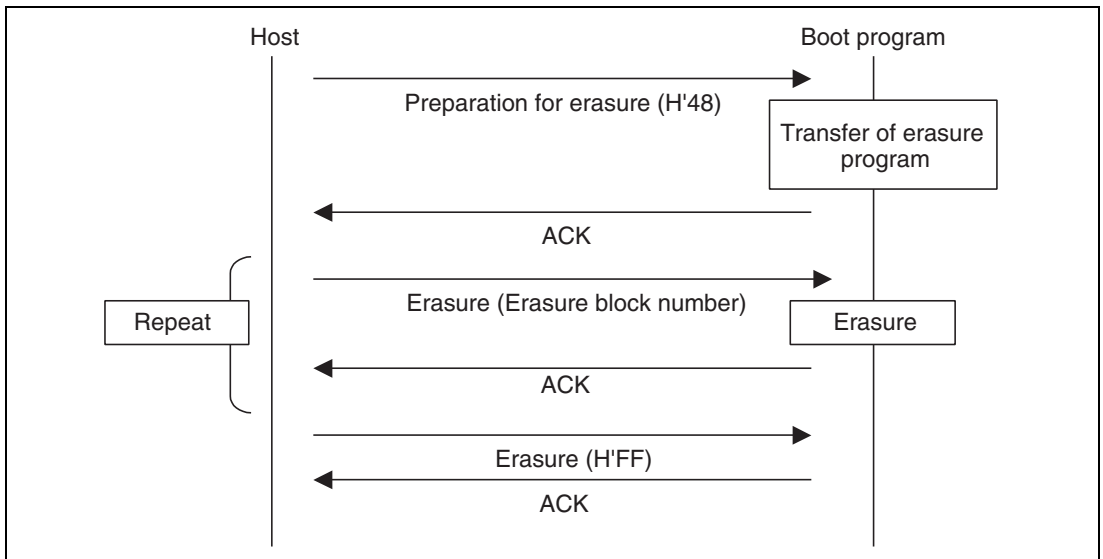 Host
Boot program
Preparation for erasure (H'48)
Transfer of erasure
program
ACK
Erasure (Erasure block number)
Repeat
Erasure
ACK
Erasure (H'FF)
ACK